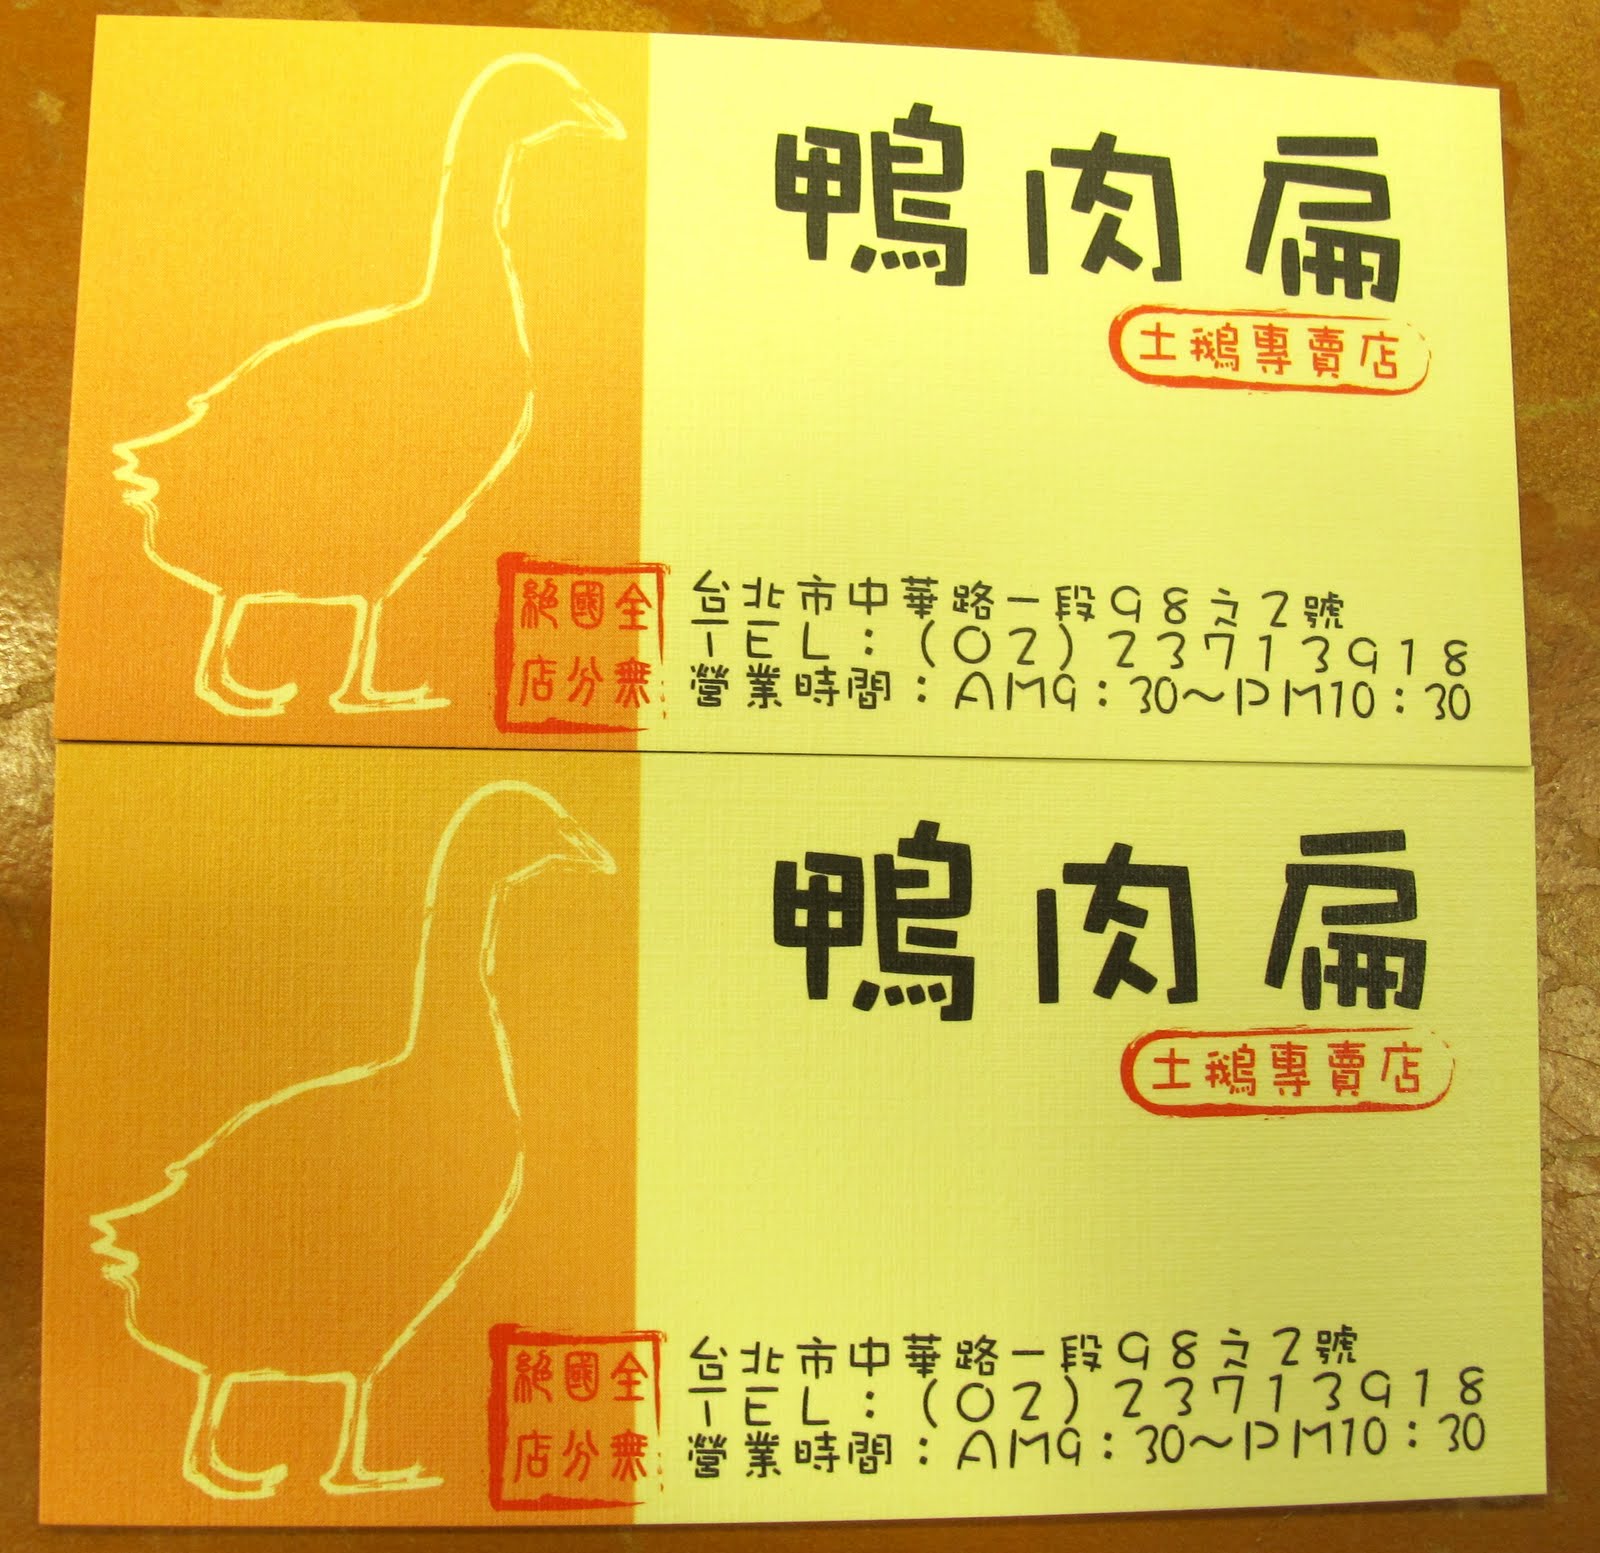 鴨肉扁
土鵝專賣店
全國絕
無分店
台北市中華路一段98之2號
TEL：(02)23713918
營業時間：AM9：30～PM10：30
鴨肉扁
土鵝專賣店
全國絕
無分店
台北市中華路一段98之2號
TEL：(02)23713918
營業時間：AM9：30～PM10：30